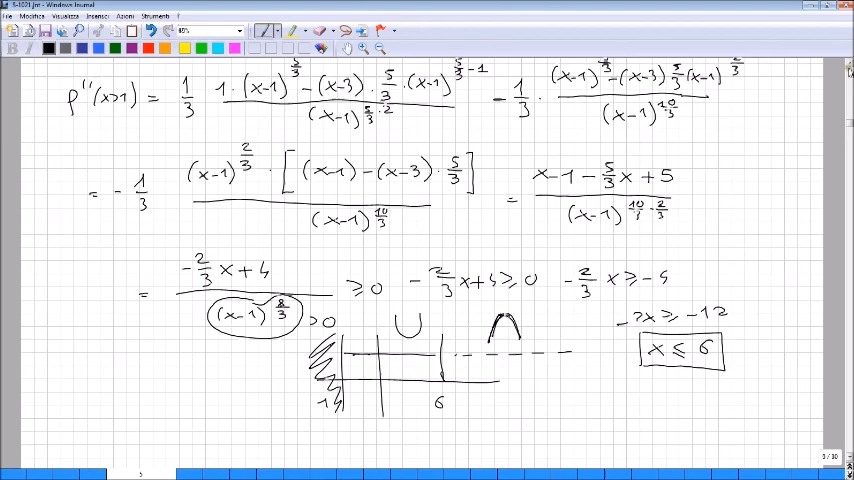 5-1021.jnt - Windows Journal
File Modifica Visualizza Inserisci Azioni Strumenti ?
B I
f''(x>1) = 1/3 · (1·(x-1)^(5/3) - (x-3)·5/3·(x-1)^(5/3 - 1))/((x-1)^(5/3·2)) = 1/3 · ((x-1)^(5/3) - (x-3) 5/3 (x-1)^(2/3))/((x-1)^(10/3))
= - 1/3 · ((x-1)^(2/3) · [(x-1) - (x-3)·5/3])/((x-1)^(10/3)) = (x - 1 - 5/3 x + 5)/((x-1)^(10/3 - 2/3))
= (-2/3 x + 4)/((x-1)^(8/3)) ≥ 0 - 2/3 x + 4 ≥ 0 - 2/3 x ≥ - 4
>0 - 2x ≥ - 12
x ≤ 6
1 6
5
5 / 30